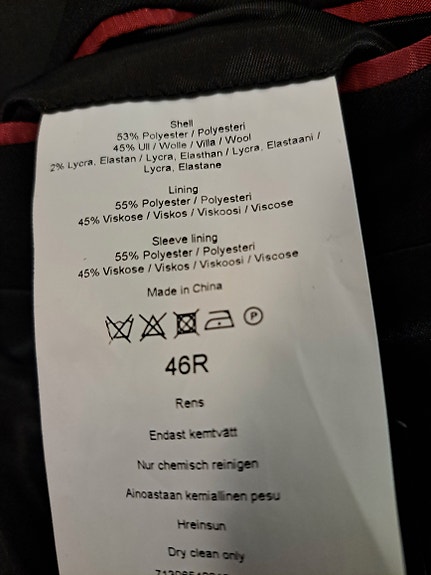 Shell
53% Polyester / Polyesteri
45% Ull / Wolle / Villa / Wool
2% Lycra, Elastan / Lycra, Elasthan / Lycra, Elastaani /
Lycra, Elastane
Lining
55% Polyester / Polyesteri
45% Viskose / Viskos / Viskoosi / Viscose
Sleeve lining
55% Polyester / Polyesteri
45% Viskose / Viskos / Viskoosi / Viscose
Made in China
P
46R
Rens
Endast kemtvätt
Nur chemisch reinigen
Ainoastaan kemiallinen pesu
Hreinsun
Dry clean only